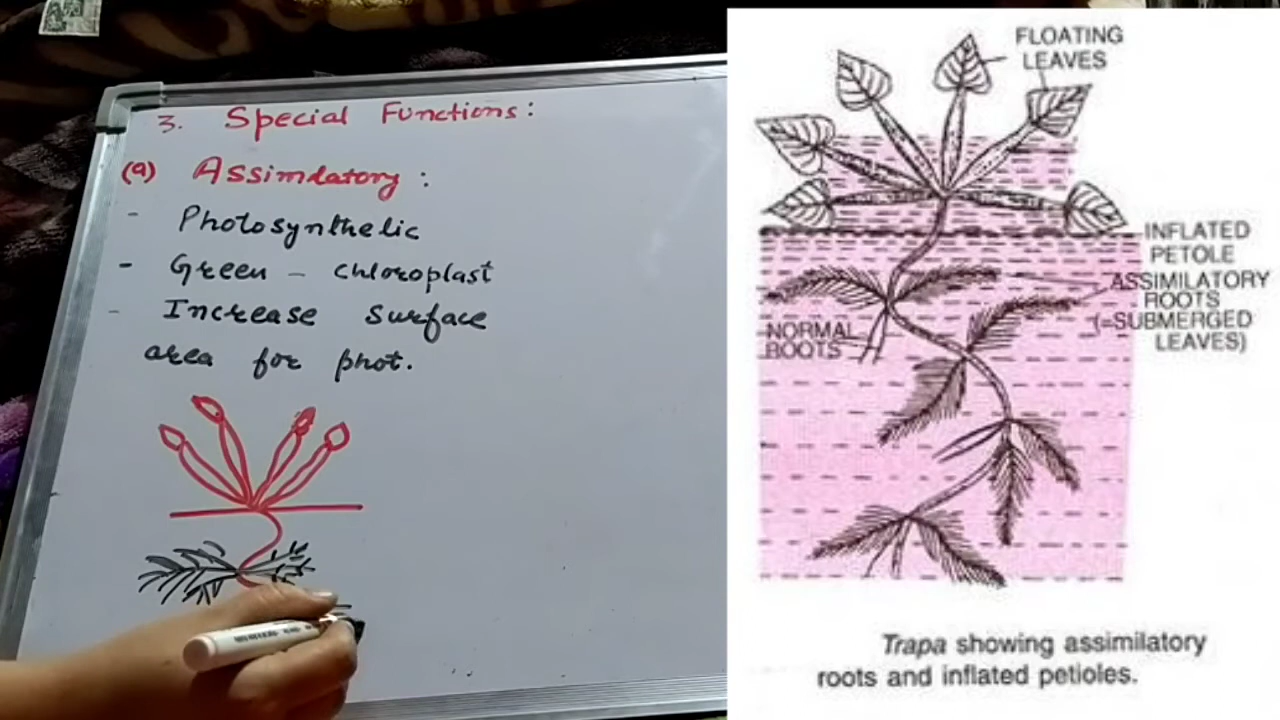 3. Special Functions:
(a) Assimilatory :
- Photosynthetic
- Green - chloroplast
- Increase surface
area for phot.
FLOATING
LEAVES
INFLATED
PETOLE
ASSIMILATORY
ROOTS
(=SUBMERGED
LEAVES)
NORMAL
ROOTS
Trapa showing assimilatory
roots and inflated petioles.